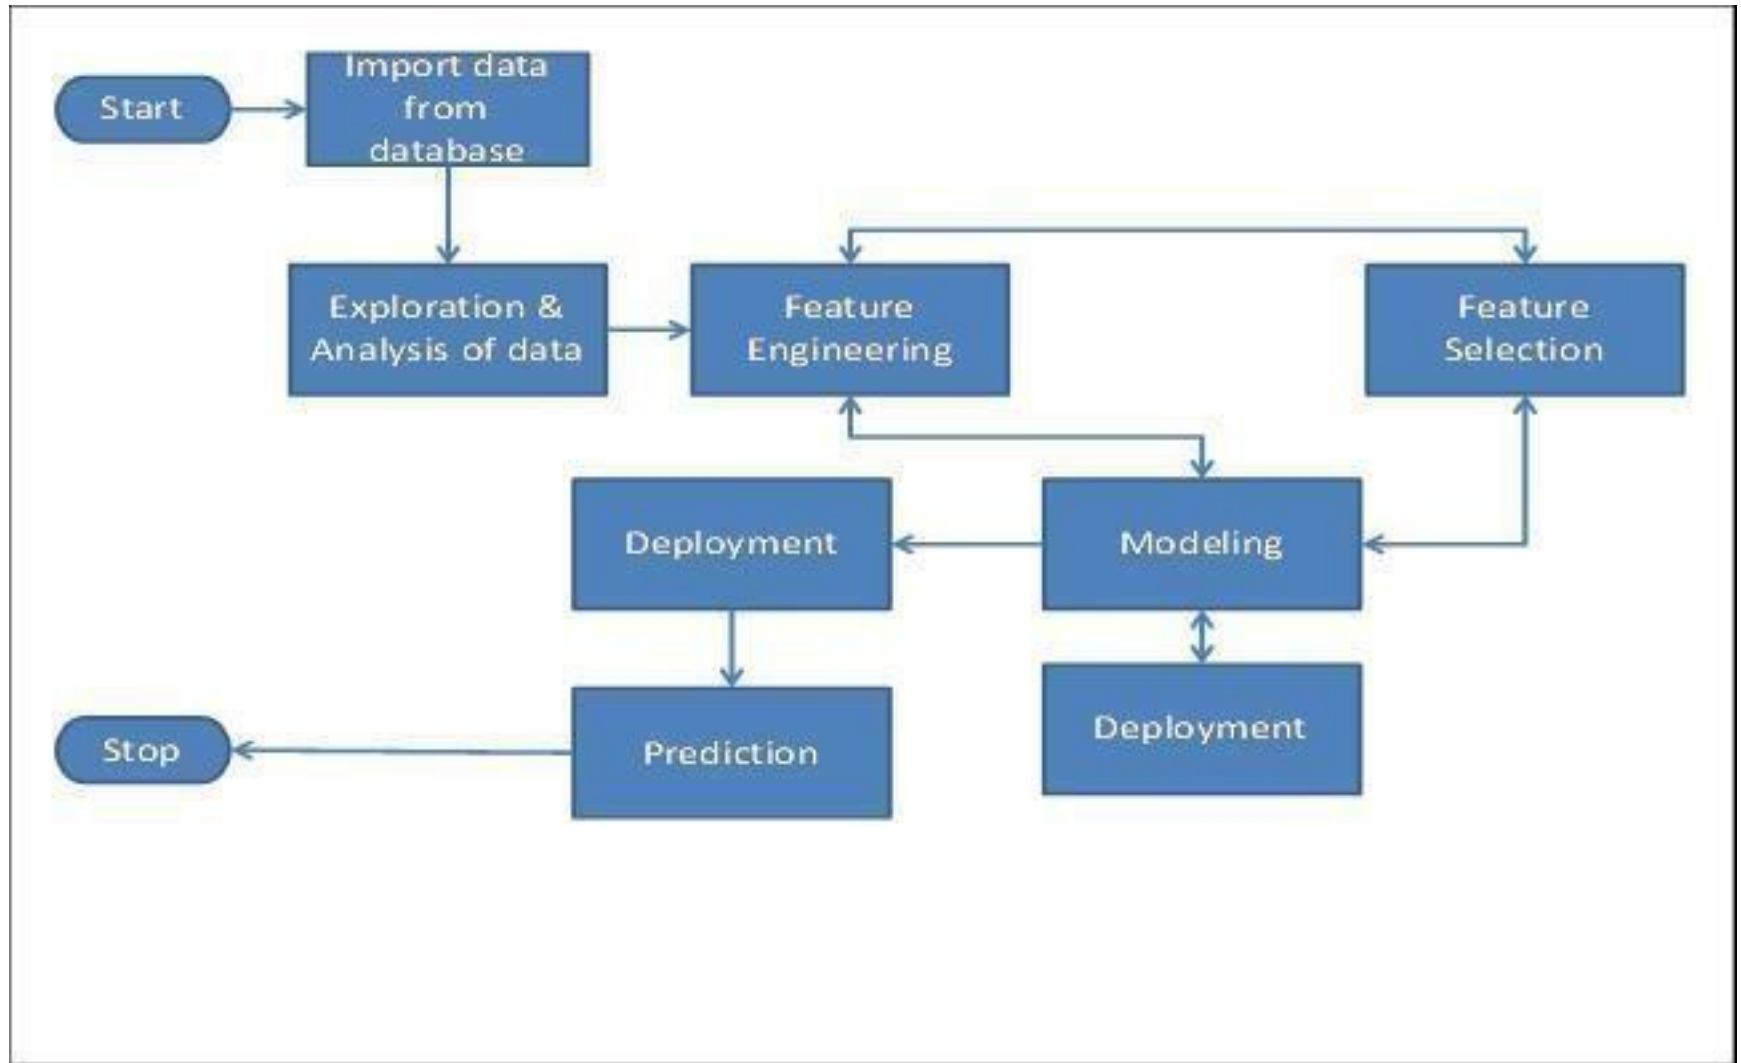 Start
Import data
from
database
Exploration &
Analysis of data
Feature
Engineering
Feature
Selection
Deployment
Modeling
Deployment
Prediction
Stop